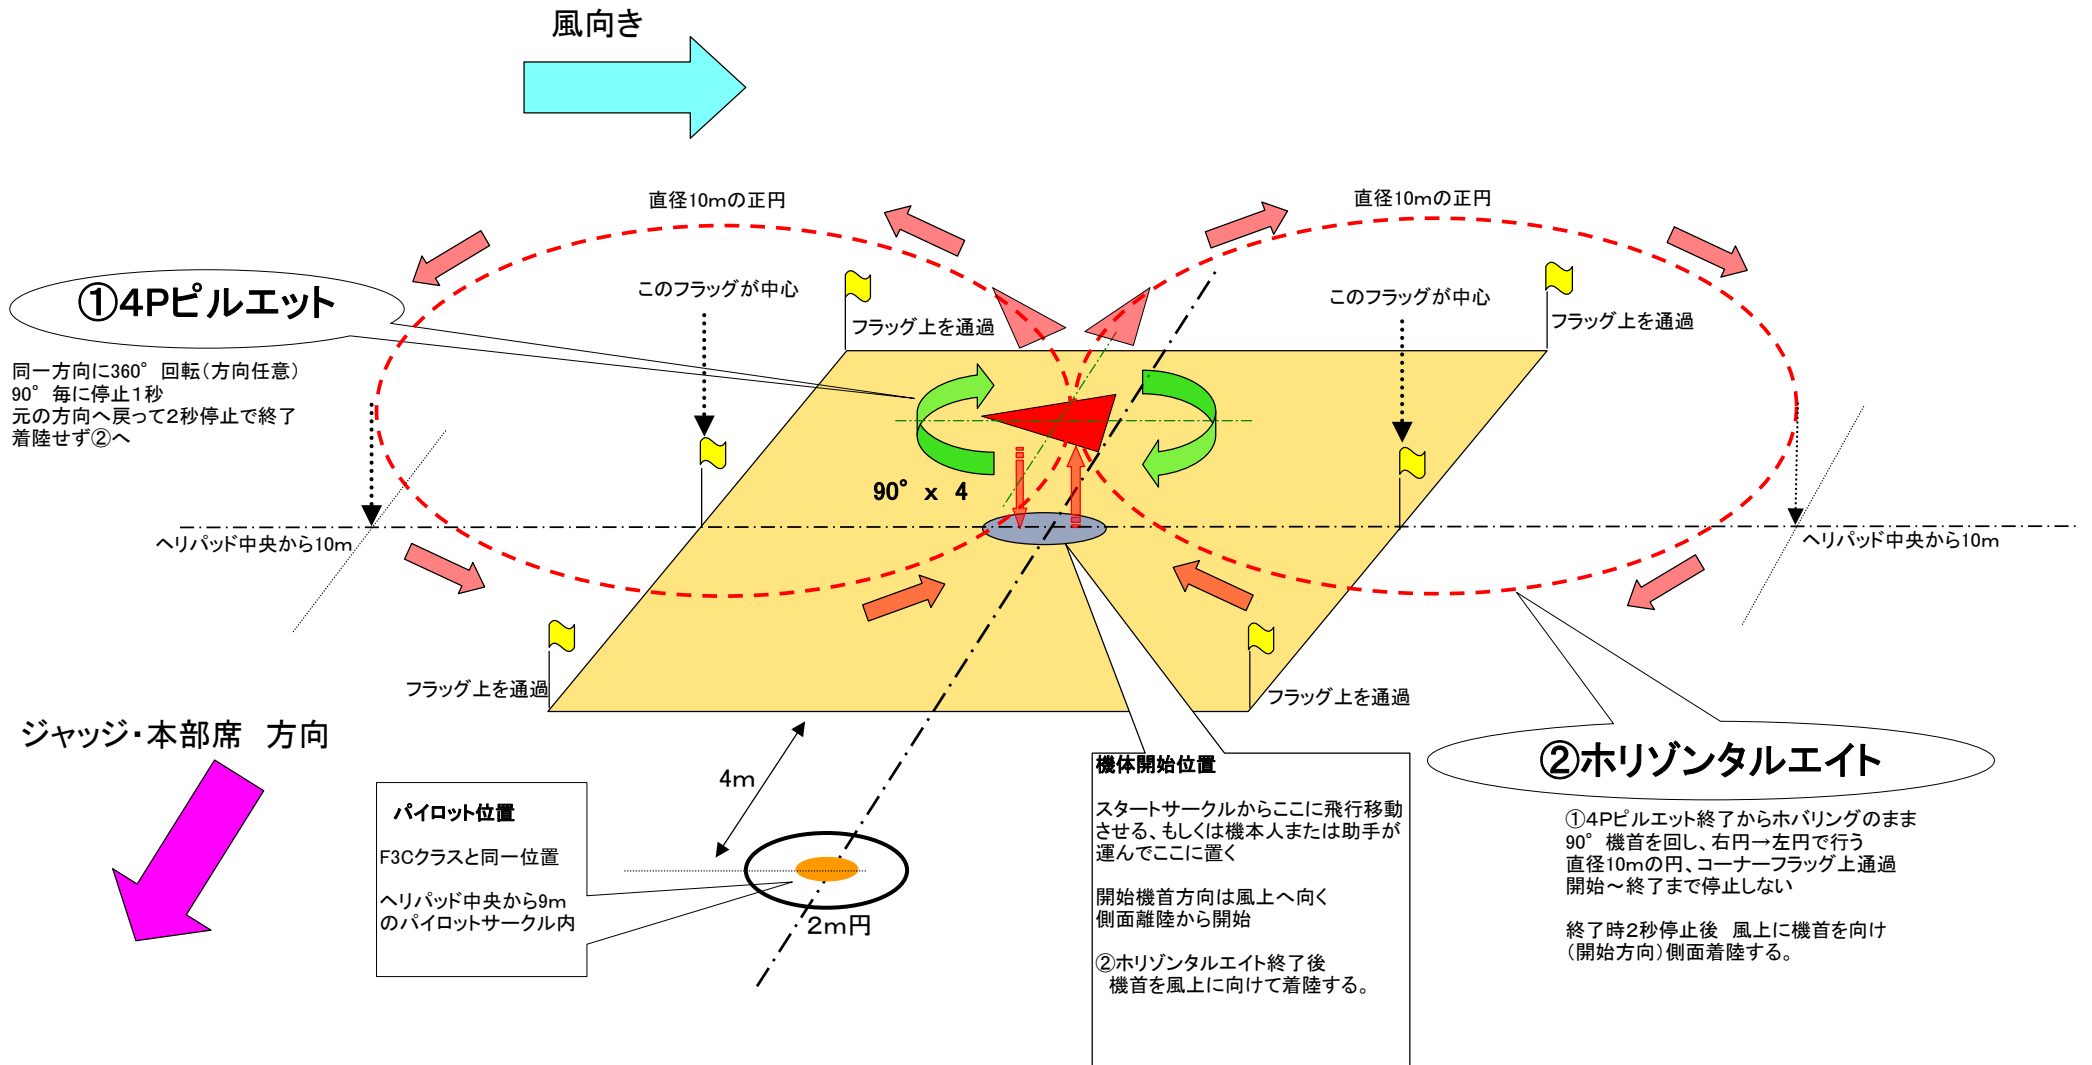 風向き
直径10mの正円
直径10mの正円
①4Pピルエット
このフラッグが中心
このフラッグが中心
フラッグ上を通過
フラッグ上を通過
同一方向に360°回転(方向任意)
90°毎に停止1秒
元の方向へ戻って2秒停止で終了
着陸せず②へ
90° x 4
ヘリパッド中央から10m
ヘリパッド中央から10m
フラッグ上を通過
フラッグ上を通過
ジャッジ・本部席 方向
4m
パイロット位置
F3Cクラスと同一位置
ヘリパッド中央から9m
のパイロットサークル内
2m円
機体開始位置
スタートサークルからここに飛行移動
させる、もしくは機本人または助手が
運んでここに置く
開始機首方向は風上へ向く
側面離陸から開始
②ホリゾンタルエイト終了後
機首を風上に向けて着陸する。
②ホリゾンタルエイト
①4Pピルエット終了からホバリングのまま
90°機首を回し、右円→左円で行う
直径10mの円、コーナーフラッグ上通過
開始～終了まで停止しない
終了時2秒停止後 風上に機首を向け
(開始方向)側面着陸する。